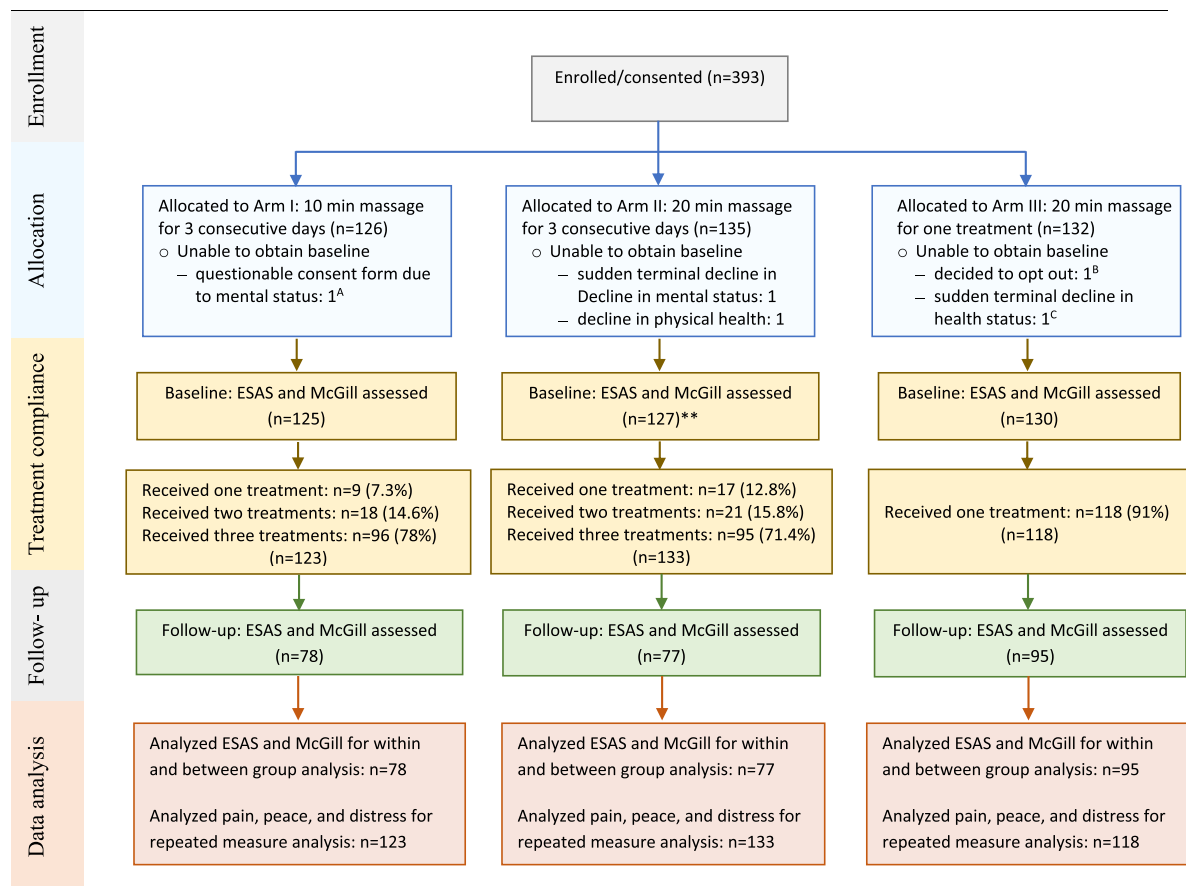 Enrollment
Enrolled/consented (n=393)
Allocation
Allocated to Arm I: 10 min massage
for 3 consecutive days (n=126)
○ Unable to obtain baseline
– questionable consent form due
to mental status: 1A
Allocated to Arm II: 20 min massage
for 3 consecutive days (n=135)
○ Unable to obtain baseline
– sudden terminal decline in
Decline in mental status: 1
– decline in physical health: 1
Allocated to Arm III: 20 min massage
for one treatment (n=132)
○ Unable to obtain baseline
– decided to opt out: 1B
– sudden terminal decline in
health status: 1C
Treatment compliance
Baseline: ESAS and McGill assessed
(n=125)
Baseline: ESAS and McGill assessed
(n=127)**
Baseline: ESAS and McGill assessed
(n=130)
Received one treatment: n=9 (7.3%)
Received two treatments: n=18 (14.6%)
Received three treatments: n=96 (78%)
(n=123)
Received one treatment: n=17 (12.8%)
Received two treatments: n=21 (15.8%)
Received three treatments: n=95 (71.4%)
(n=133)
Received one treatment: n=118 (91%)
(n=118)
Follow- up
Follow-up: ESAS and McGill assessed
(n=78)
Follow-up: ESAS and McGill assessed
(n=77)
Follow-up: ESAS and McGill assessed
(n=95)
Data analysis
Analyzed ESAS and McGill for within
and between group analysis: n=78
Analyzed pain, peace, and distress for
repeated measure analysis: n=123
Analyzed ESAS and McGill for within
and between group analysis: n=77
Analyzed pain, peace, and distress for
repeated measure analysis: n=133
Analyzed ESAS and McGill for within
and between group analysis: n=95
Analyzed pain, peace, and distress for
repeated measure analysis: n=118